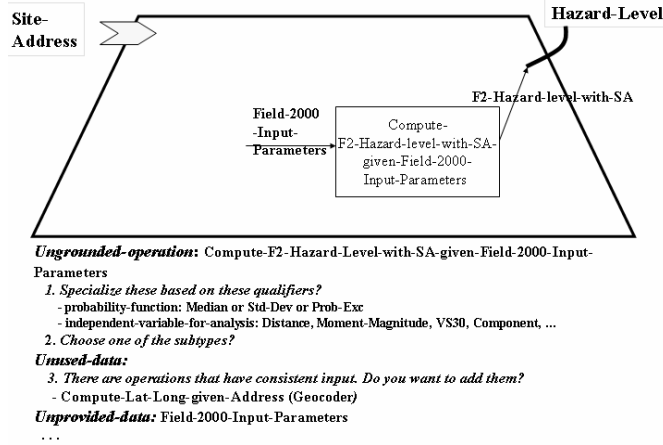 Site-
Address
Hazard-Level
F2-Hazard-level-with-SA
Field-2000
-Input-
Parameters
Compute-
F2-Hazard-level-with-SA-
given-Field-2000-
Input-Parameters
Ungrounded-operation: Compute-F2-Hazard-Level-with-SA-given-Field-2000-Input-
Parameters
1. Specialize these based on these qualifiers?
- probability-function: Median or Std-Dev or Prob-Exc
- independent-variable-for-analysis: Distance, Moment-Magnitude, VS30, Component, ...
2. Choose one of the subtypes?
Unused-data:
3. There are operations that have consistent input. Do you want to add them?
- Compute-Lat-Long-given-Address (Geocoder)
Unprovided-data: Field-2000-Input-Parameters
...